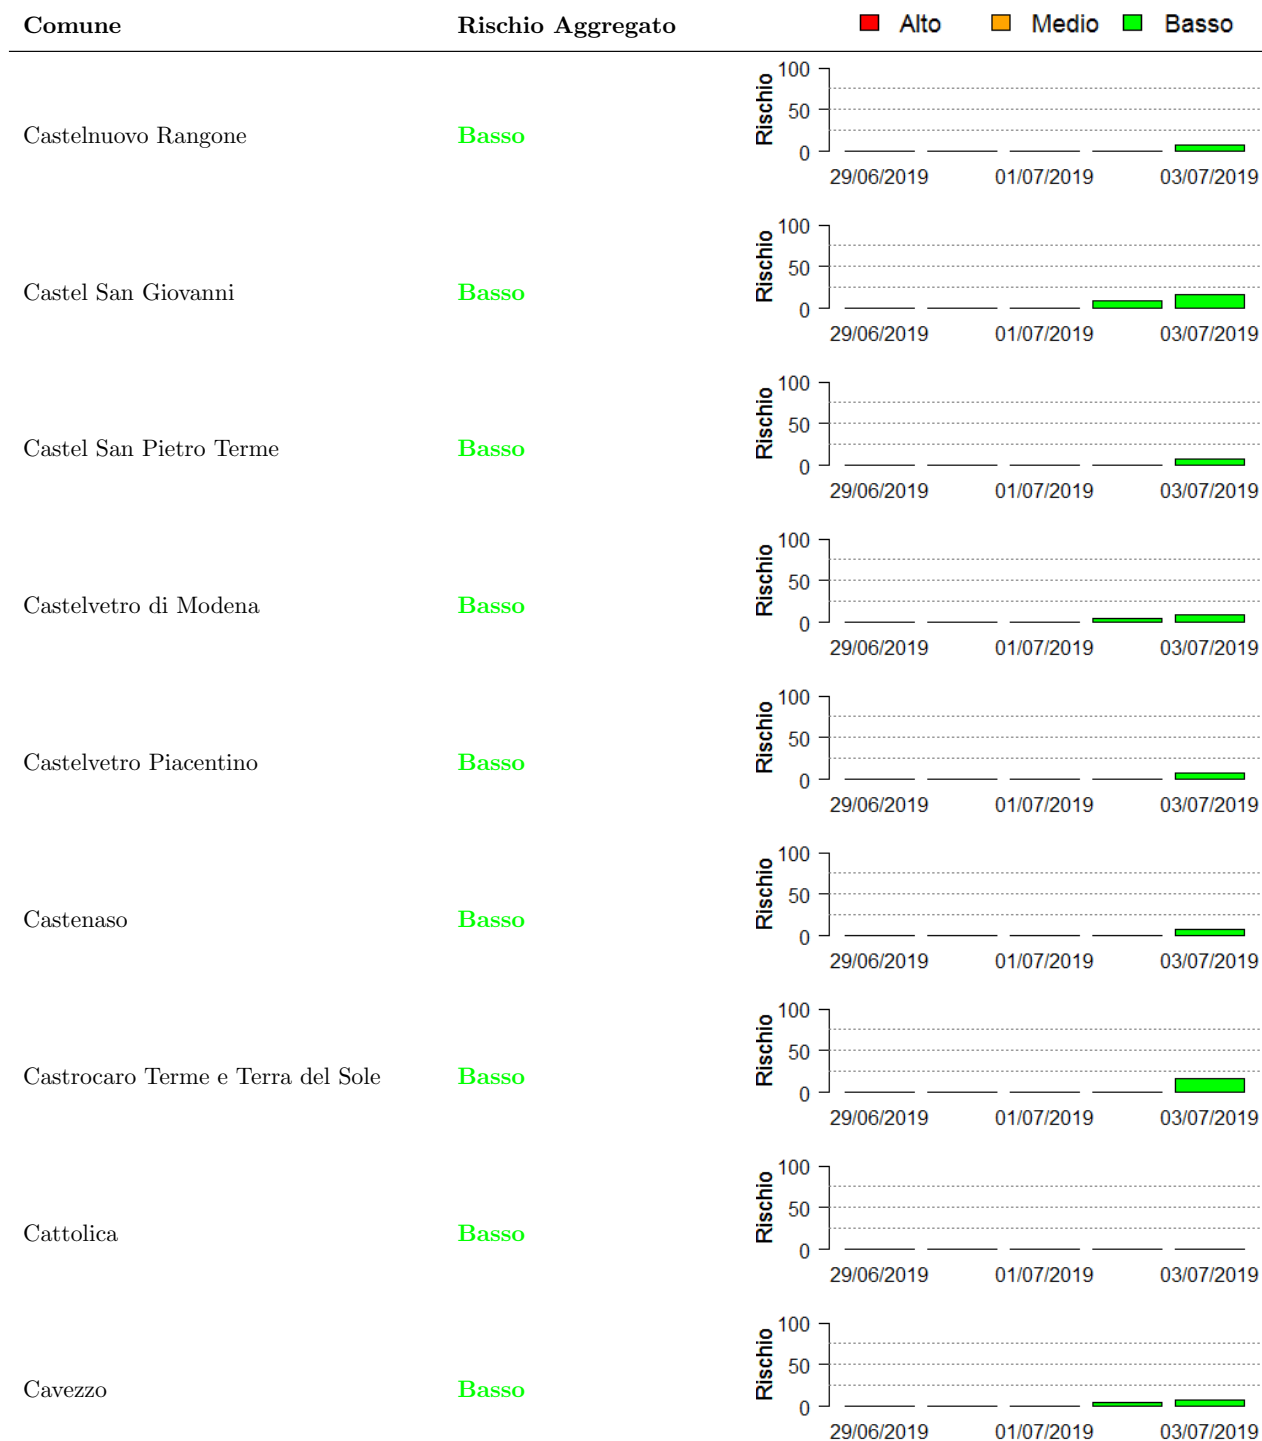 Comune Rischio Aggregato Alto Medio Basso
Castelnuovo Rangone Basso
Rischio
100
50
0
29/06/2019 01/07/2019 03/07/2019
Castel San Giovanni Basso
Rischio
100
50
0
29/06/2019 01/07/2019 03/07/2019
Castel San Pietro Terme Basso
Rischio
100
50
0
29/06/2019 01/07/2019 03/07/2019
Castelvetro di Modena Basso
Rischio
100
50
0
29/06/2019 01/07/2019 03/07/2019
Castelvetro Piacentino Basso
Rischio
100
50
0
29/06/2019 01/07/2019 03/07/2019
Castenaso Basso
Rischio
100
50
0
29/06/2019 01/07/2019 03/07/2019
Castrocaro Terme e Terra del Sole Basso
Rischio
100
50
0
29/06/2019 01/07/2019 03/07/2019
Cattolica Basso
Rischio
100
50
0
29/06/2019 01/07/2019 03/07/2019
Cavezzo Basso
Rischio
100
50
0
29/06/2019 01/07/2019 03/07/2019